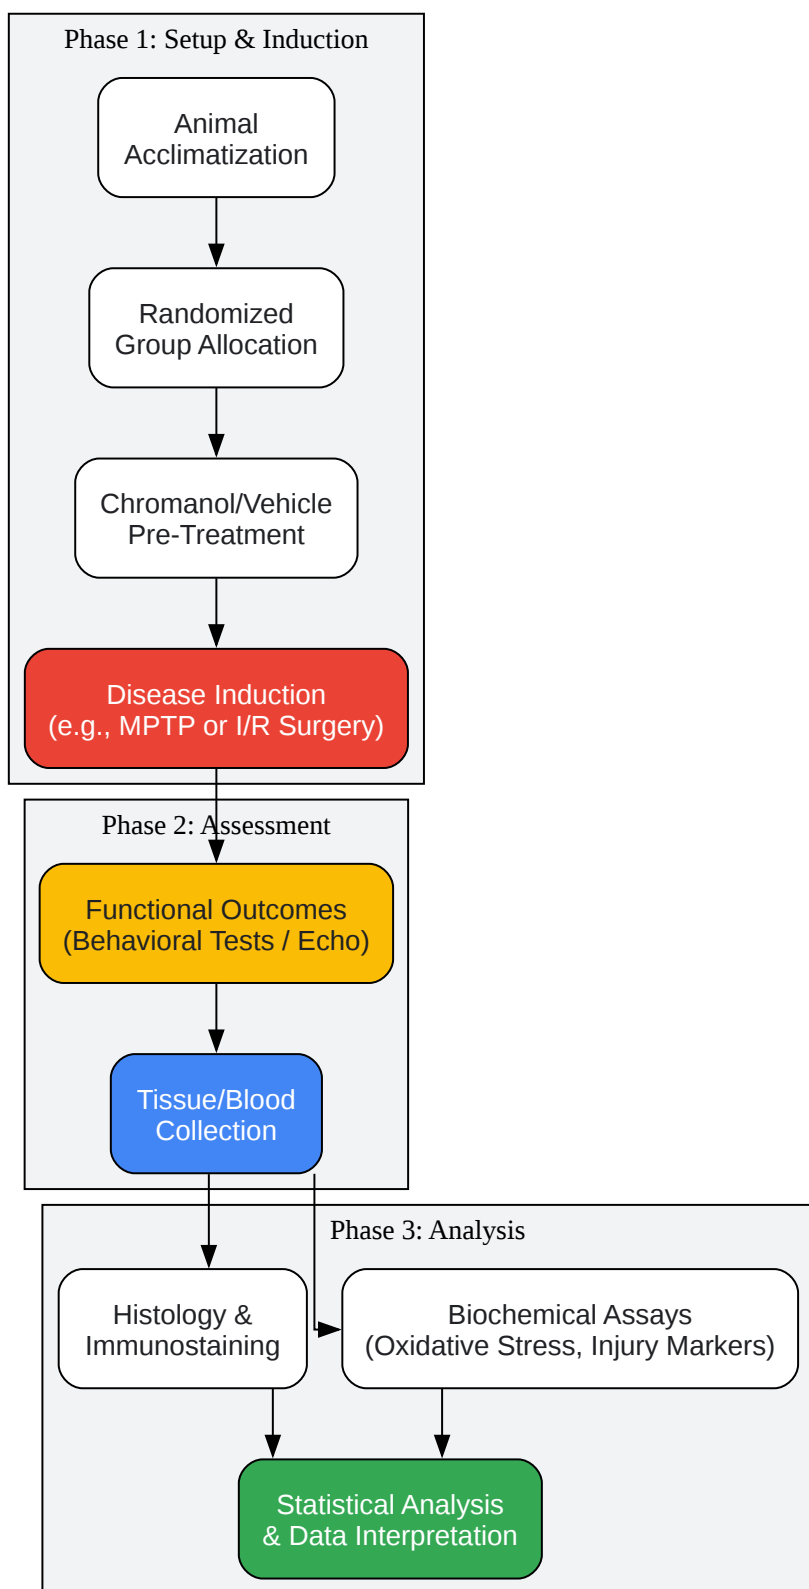 Phase 1: Setup & Induction
Animal
Acclimatization
Randomized
Group Allocation
Chromanol/Vehicle
Pre-Treatment
Disease Induction
(e.g., MPTP or I/R Surgery)
Phase 2: Assessment
Functional Outcomes
(Behavioral Tests / Echo)
Tissue/Blood
Collection
Phase 3: Analysis
Histology &
Immunostaining
Biochemical Assays
(Oxidative Stress, Injury Markers)
Statistical Analysis
& Data Interpretation